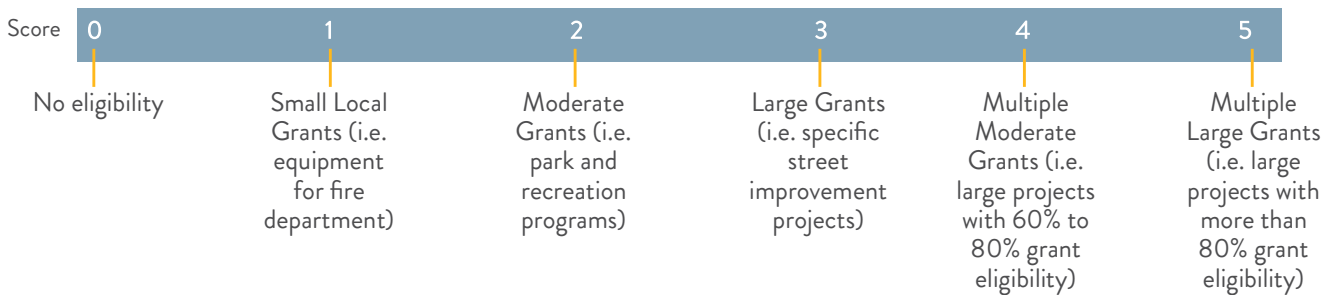 Score 0 1 2 3 4 5
No eligibility
Small Local
Grants (i.e.
equipment
for fire
department)
Moderate
Grants (i.e.
park and
recreation
programs)
Large Grants
(i.e. specific
street
improvement
projects)
Multiple
Moderate
Grants (i.e.
large projects
with 60% to
80% grant
eligibility)
Multiple
Large Grants
(i.e. large
projects with
more than
80% grant
eligibility)